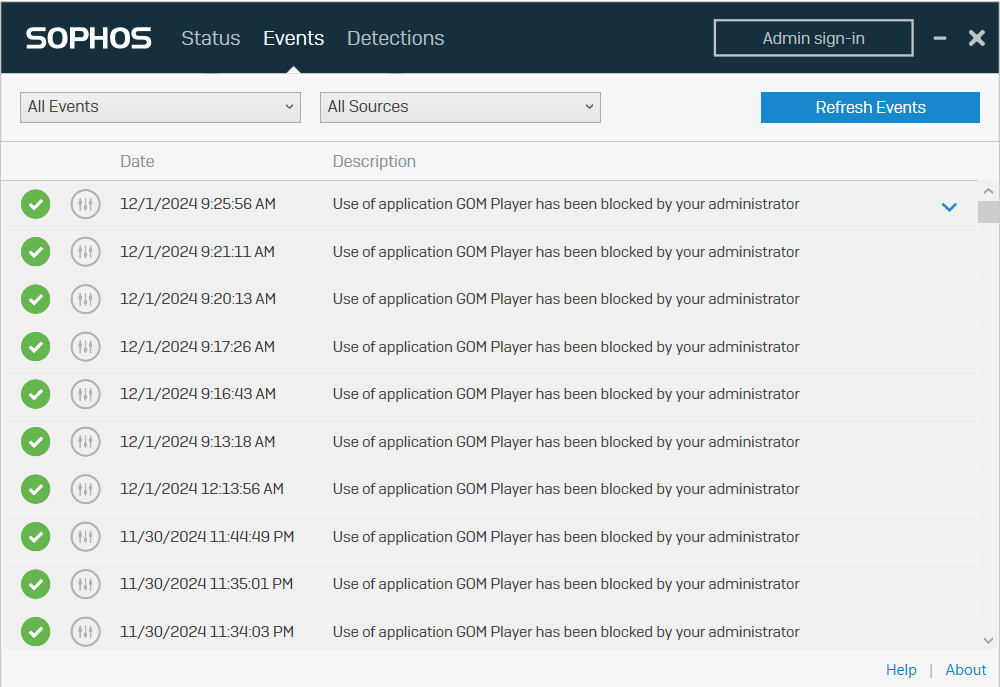 SOPHOS Status Events Detections Admin sign-in
All Events All Sources Refresh Events
Date Description
12/1/2024 9:25:56 AM Use of application GOM Player has been blocked by your administrator
12/1/2024 9:21:11 AM Use of application GOM Player has been blocked by your administrator
12/1/2024 9:20:13 AM Use of application GOM Player has been blocked by your administrator
12/1/2024 9:17:26 AM Use of application GOM Player has been blocked by your administrator
12/1/2024 9:16:43 AM Use of application GOM Player has been blocked by your administrator
12/1/2024 9:13:18 AM Use of application GOM Player has been blocked by your administrator
12/1/2024 12:13:56 AM Use of application GOM Player has been blocked by your administrator
11/30/2024 11:44:49 PM Use of application GOM Player has been blocked by your administrator
11/30/2024 11:35:01 PM Use of application GOM Player has been blocked by your administrator
11/30/2024 11:34:03 PM Use of application GOM Player has been blocked by your administrator
Help | About